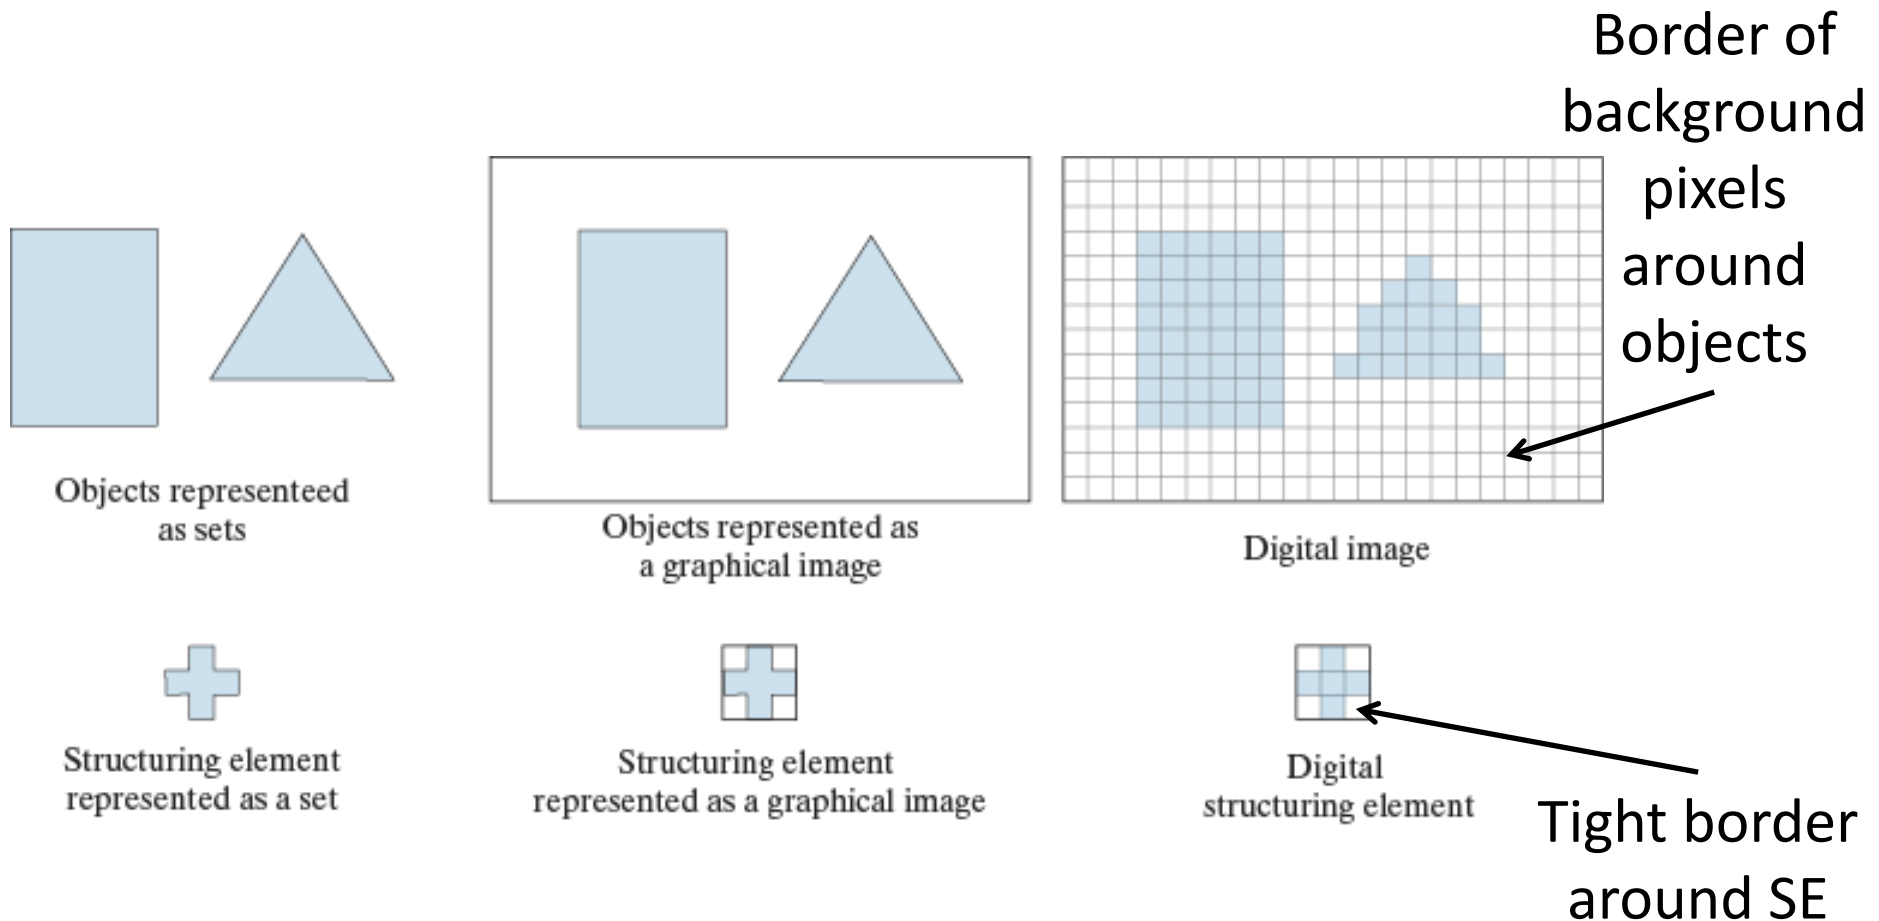 Border of
background
pixels
around
objects
Objects representeed
as sets
Objects represented as
a graphical image
Digital image
Structuring element
represented as a set
Structuring element
represented as a graphical image
Digital
structuring element
Tight border
around SE